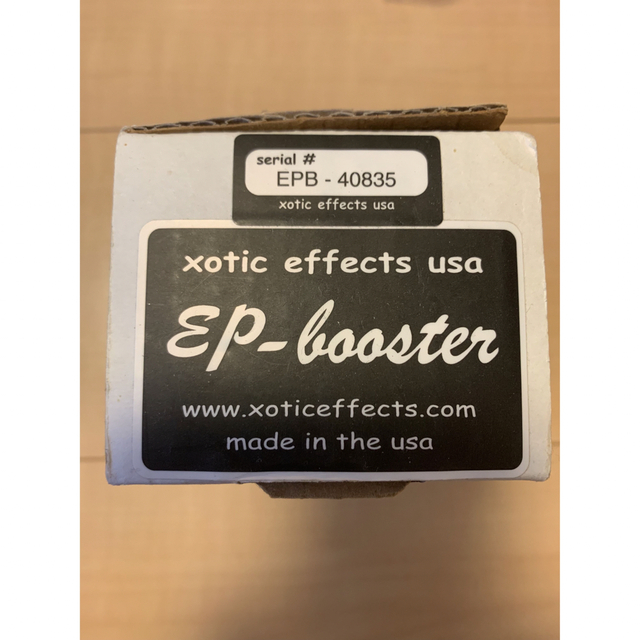 serial #
EPB - 40835
xotic effects usa
xotic effects usa
EP-booster
www.xoticeffects.com
made in the usa